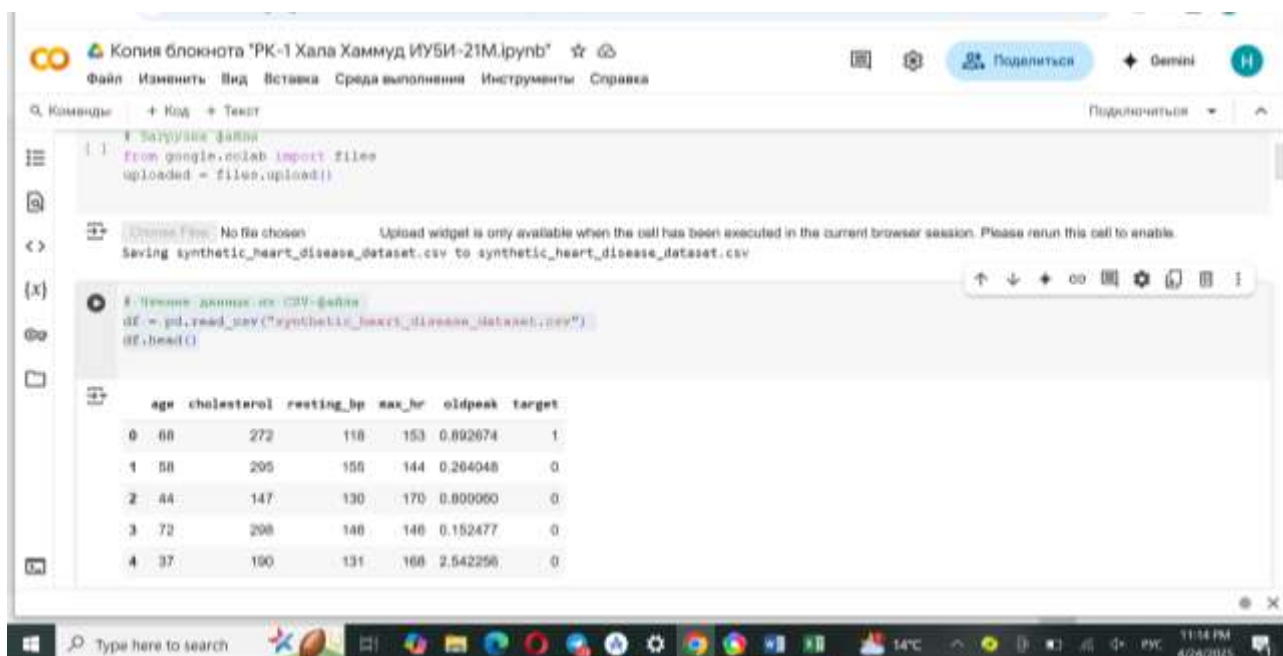 CO Копия блокнота "РК-1 Хала Хаммуд ИУ5И-21М.ipynb"
Поделиться
Gemini
H
Файл Изменить Вид Вставка Среда выполнения Инструменты Справка
Команды + Код + Текст
Подключиться
# Загрузка файла
[ ] from google.colab import files
uploaded = files.upload()
Choose Files No file chosen Upload widget is only available when the cell has been executed in the current browser session. Please rerun this cell to enable.
Saving synthetic_heart_disease_dataset.csv to synthetic_heart_disease_dataset.csv
# Чтение данных из CSV-файла
df = pd.read_csv("synthetic_heart_disease_dataset.csv")
df.head()
age cholesterol resting_bp max_hr oldpeak target
0 68 272 118 153 0.892674 1
1 58 295 155 144 0.264048 0
2 44 147 130 170 0.800060 0
3 72 298 148 146 0.152477 0
4 37 190 131 168 2.542256 0
Type here to search
14°C
РУС
11:14 PM
4/24/2025